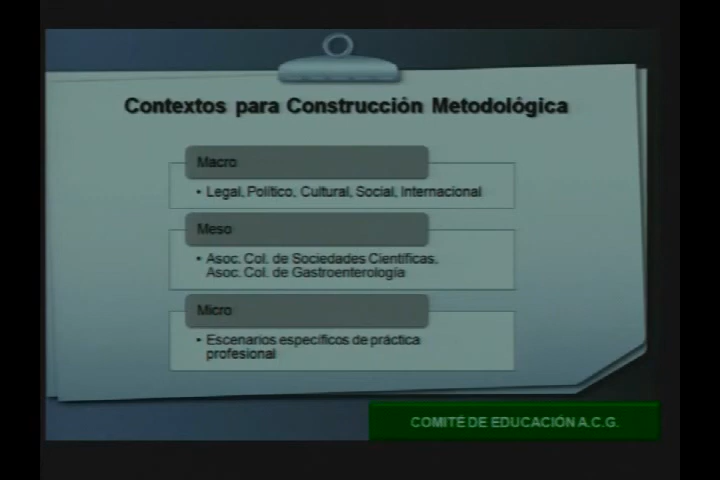 Contextos para Construcción Metodológica
Macro
• Legal, Político, Cultural, Social, Internacional
Meso
• Asoc. Col. de Sociedades Científicas.
Asoc. Col. de Gastroenterología
Micro
• Escenarios específicos de práctica
profesional
COMITÉ DE EDUCACIÓN A.C.G.